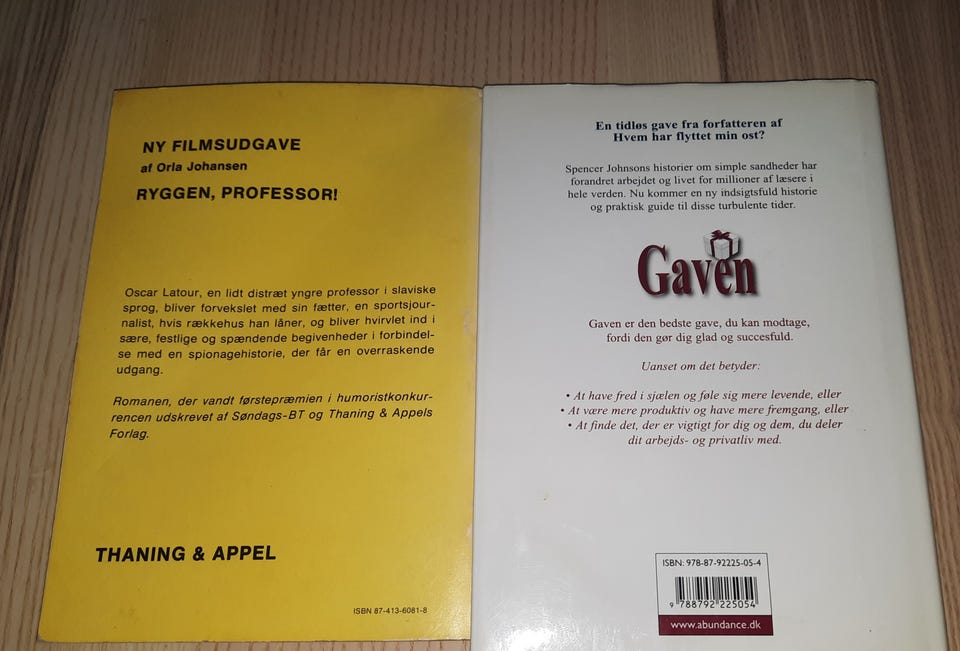 NY FILMSUDGAVE
af Orla Johansen
RYGGEN, PROFESSOR!
Oscar Latour, en lidt distræt yngre professor i slaviske
sprog, bliver forvekslet med sin fætter, en sportsjour-
nalist, hvis rækkehus han låner, og bliver hvirvlet ind i
sære, festlige og spændende begivenheder i forbindel-
se med en spionagehistorie, der får en overraskende
udgang.
Romanen, der vandt førstepræmien i humoristkonkur-
rencen udskrevet af Søndags-BT og Thaning & Appels
Forlag.
THANING & APPEL
ISBN 87-413-6081-8
En tidløs gave fra forfatteren af
Hvem har flyttet min ost?
Spencer Johnsons historier om simple sandheder har
forandret arbejdet og livet for millioner af læsere i
hele verden. Nu kommer en ny indsigtsfuld historie
og praktisk guide til disse turbulente tider.
Gaven
Gaven er den bedste gave, du kan modtage,
fordi den gør dig glad og succesfuld.
Uanset om det betyder:
• At have fred i sjælen og føle sig mere levende, eller
• At være mere produktiv og have mere fremgang, eller
• At finde det, der er vigtigt for dig og dem, du deler
dit arbejds- og privatliv med.
ISBN: 978-87-92225-05-4
9 788792 225054
www.abundance.dk